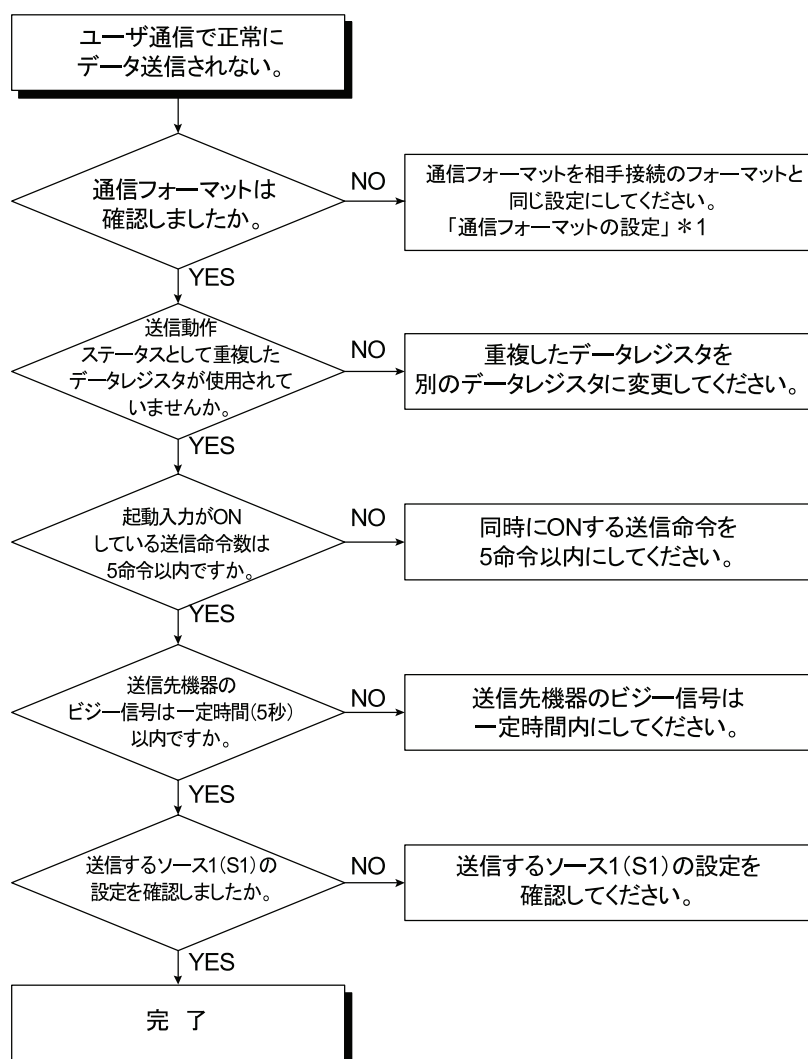 ユーザ通信で正常に
データ送信されない。
通信フォーマットは
確認しましたか。
NO
通信フォーマットを相手接続のフォーマットと
同じ設定にしてください。
「通信フォーマットの設定」＊1
YES
送信動作
ステータスとして重複した
データレジスタが使用されて
いませんか。
NO
重複したデータレジスタを
別のデータレジスタに変更してください。
YES
起動入力がON
している送信命令数は
5命令以内ですか。
NO
同時にONする送信命令を
5命令以内にしてください。
YES
送信先機器の
ビジー信号は一定時間(5秒)
以内ですか。
NO
送信先機器のビジー信号は
一定時間内にしてください。
YES
送信するソース1(S1)の
設定を確認しましたか。
NO
送信するソース1(S1)の設定を
確認してください。
YES
完 了